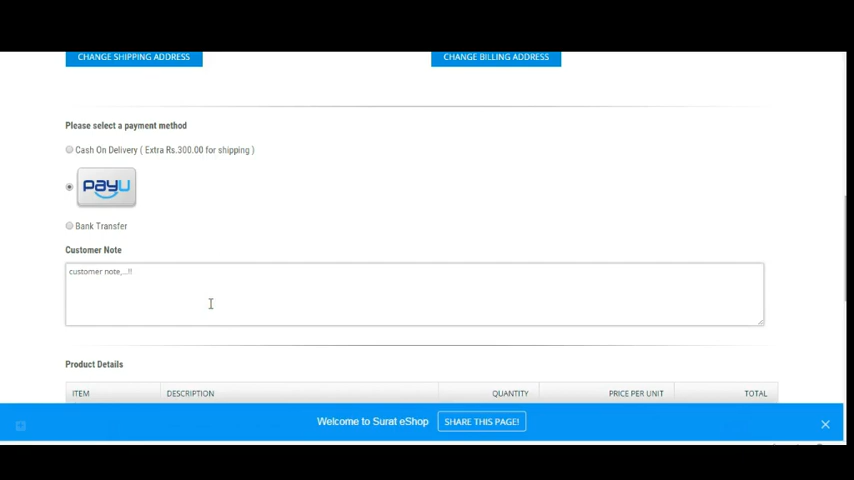 CHANGE SHIPPING ADDRESS
CHANGE BILLING ADDRESS
Please select a payment method
Cash On Delivery ( Extra Rs.300.00 for shipping )
payU
Bank Transfer
Customer Note
customer note,...!!
Product Details
ITEM DESCRIPTION QUANTITY PRICE PER UNIT TOTAL
Welcome to Surat eShop SHARE THIS PAGE!